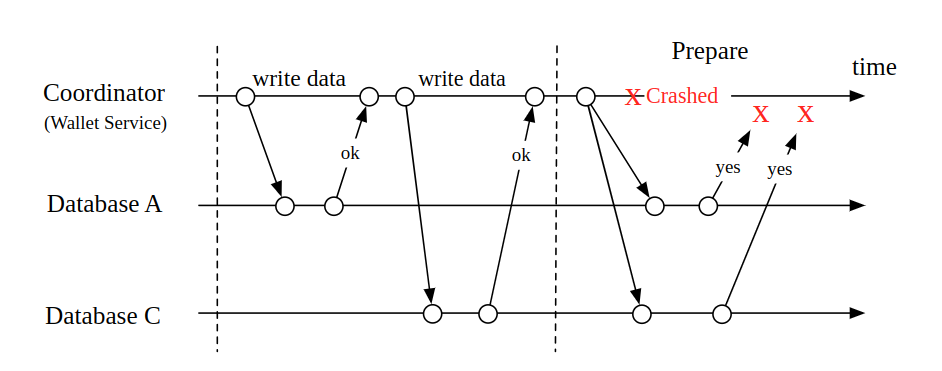 Prepare
time
Coordinator
(Wallet Service)
write data
write data
X Crashed
X
X
ok
ok
yes
yes
Database A
Database C